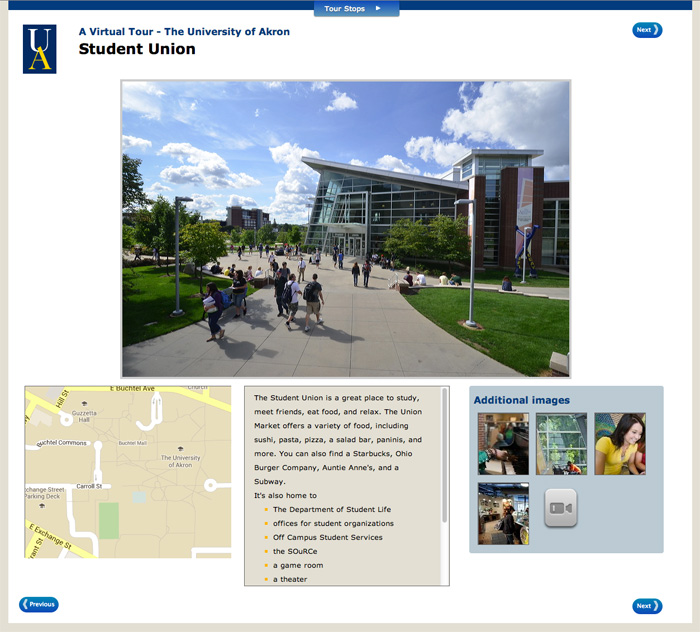 Tour Stops
Next
UA
A Virtual Tour - The University of Akron
Student Union
E Buchtel Ave
Church
Hill St
Guzzetta
Hall
Buchtel Commons
Buchtel Mall
The University
of Akron
Carroll St
xchange Street
Parking Deck
E Exchange St
rant St
The Student Union is a great place to study,
meet friends, eat food, and relax. The Union
Market offers a variety of food, including
sushi, pasta, pizza, a salad bar, paninis, and
more. You can also find a Starbucks, Ohio
Burger Company, Auntie Anne's, and a
Subway.
It's also home to
The Department of Student Life
offices for student organizations
Off Campus Student Services
the SOuRCe
a game room
a theater
Additional images
Previous
Next